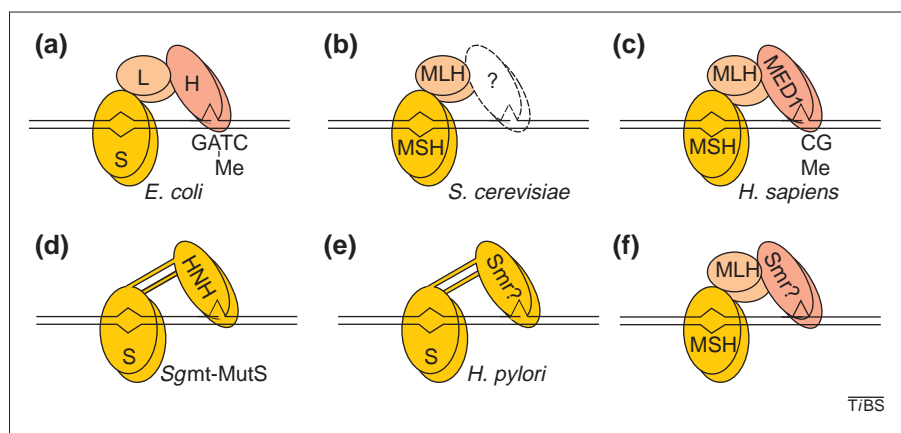 (a)
L
H
S
GATC
Me
E. coli
(b)
MLH
?
MSH
S. cerevisiae
(c)
MLH
MED1
MSH
CG
Me
H. sapiens
(d)
HNH
S
Sgmt-MutS
(e)
Smr?
S
H. pylori
(f)
MLH
Smr?
MSH
TiBS